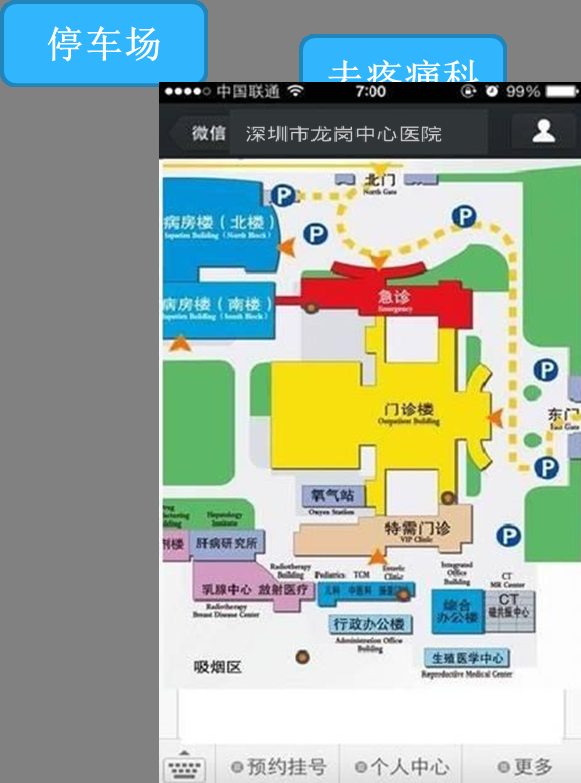 停车场
去疼痛科
中国联通 7:00 99%
微信 深圳市龙岗中心医院
北门
North Gate
P
P
P
病房楼（北楼）
Inpatien Building (North Block)
急诊
Emergency
病房楼（南楼）
Inpatien Building (South Block)
P
门诊楼
Outpatient Building
东门
East Gate
P
氧气站
Oxyen Station
特需门诊
VIP Clinic
P
Hepatology
Institute
肝病研究所
Radiotherapy
Building
Pediatrics
TCM
Enteric
Clinic
Integrated
Office
Building
CT
MR Center
乳腺中心 放射医疗
儿科 中医科
综合
办公楼
CT
磁共振中心
Radiotherapy
Breast Disease Center
行政办公楼
Administration Office
Building
生殖医学中心
Reproductive Medical Center
吸烟区
预约挂号 个人中心 更多